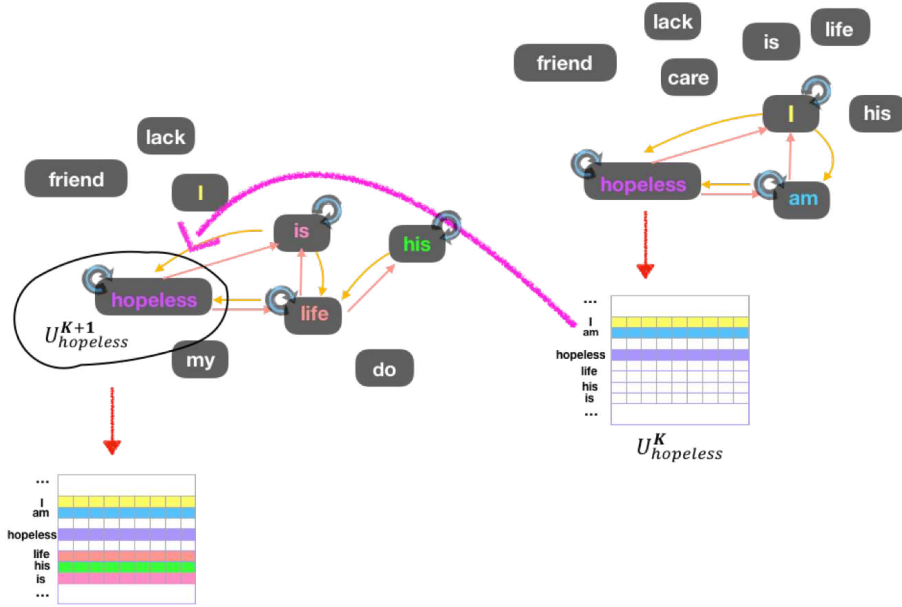 lack
is
life
friend
care
I
his
hopeless
am
lack
friend
I
is
his
hopeless
life
U^{K+1}_{hopeless}
my
do
...
I
am
hopeless
life
his
is
...
U^{K}_{hopeless}
...
I
am
hopeless
life
his
is
...